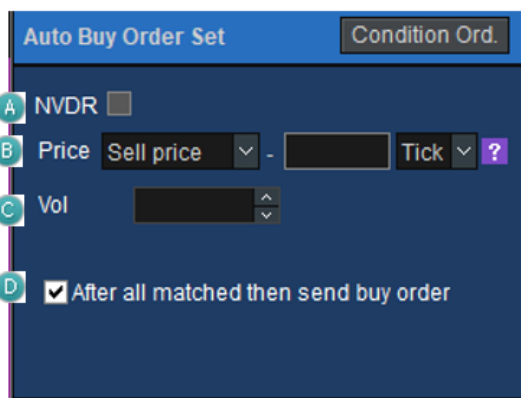 Auto Buy Order Set Condition Ord.
A NVDR
B Price Sell price - Tick ?
C Vol
D After all matched then send buy order